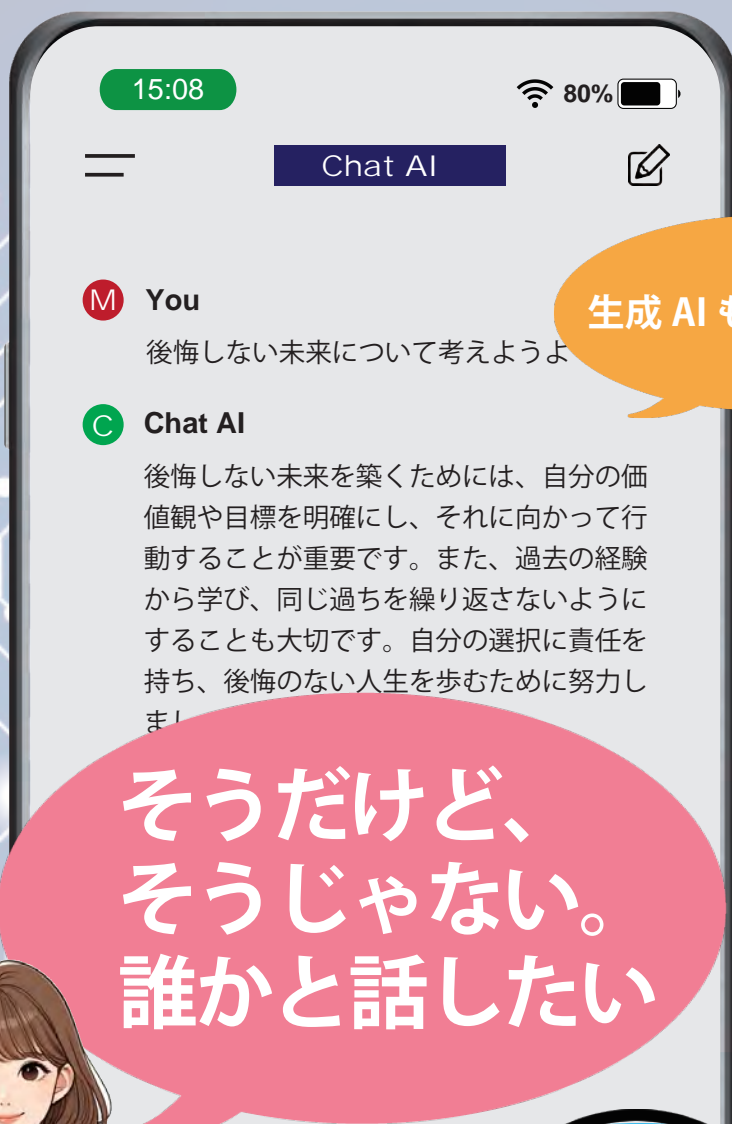 15:08
80%
Chat AI
M You
生成 AI も
後悔しない未来について考えようよ
C Chat AI
後悔しない未来を築くためには、自分の価
値観や目標を明確にし、それに向かって行
動することが重要です。また、過去の経験
から学び、同じ過ちを繰り返さないように
することも大切です。自分の選択に責任を
持ち、後悔のない人生を歩むために努力し
まし
そうだけど、
そうじゃない。
誰かと話したい